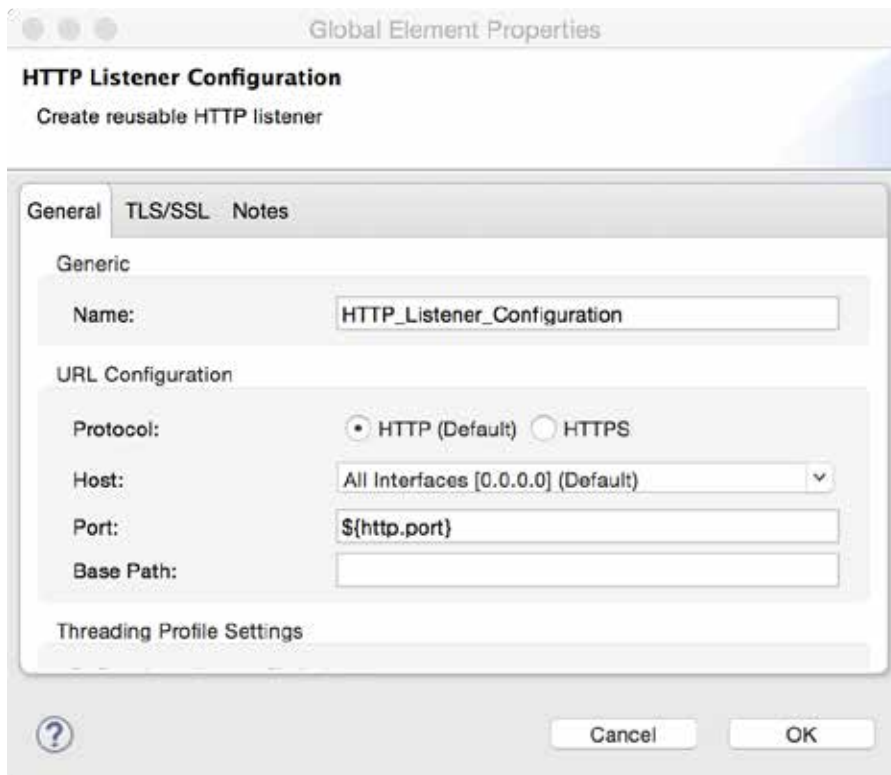 Global Element Properties
HTTP Listener Configuration
Create reusable HTTP listener
General TLS/SSL Notes
Generic
Name: HTTP_Listener_Configuration
URL Configuration
Protocol: HTTP (Default) HTTPS
Host: All Interfaces [0.0.0.0] (Default)
Port: ${http.port}
Base Path:
Threading Profile Settings
?
Cancel OK